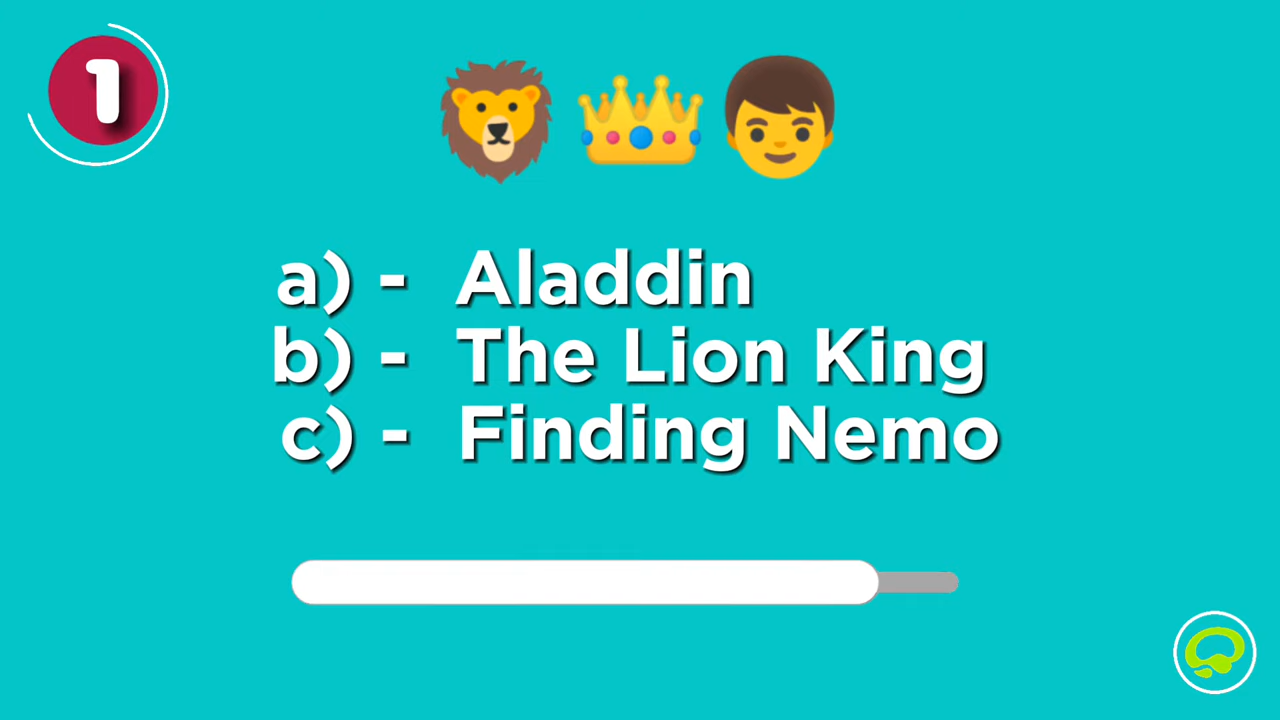 1
a) - Aladdin
b) - The Lion King
c) - Finding Nemo